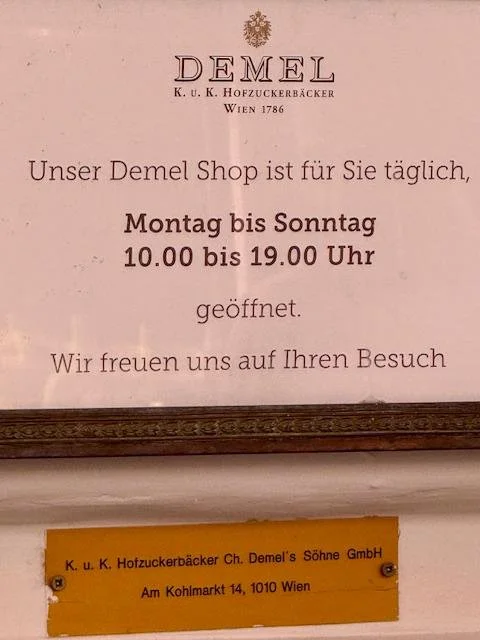 DEMEL
K. u. K. Hofzuckerbäcker
Wien 1786
Unser Demel Shop ist für Sie täglich,
Montag bis Sonntag
10.00 bis 19.00 Uhr
geöffnet.
Wir freuen uns auf Ihren Besuch
K. u. K. Hofzuckerbäcker Ch. Demel´s Söhne GmbH
Am Kohlmarkt 14, 1010 Wien